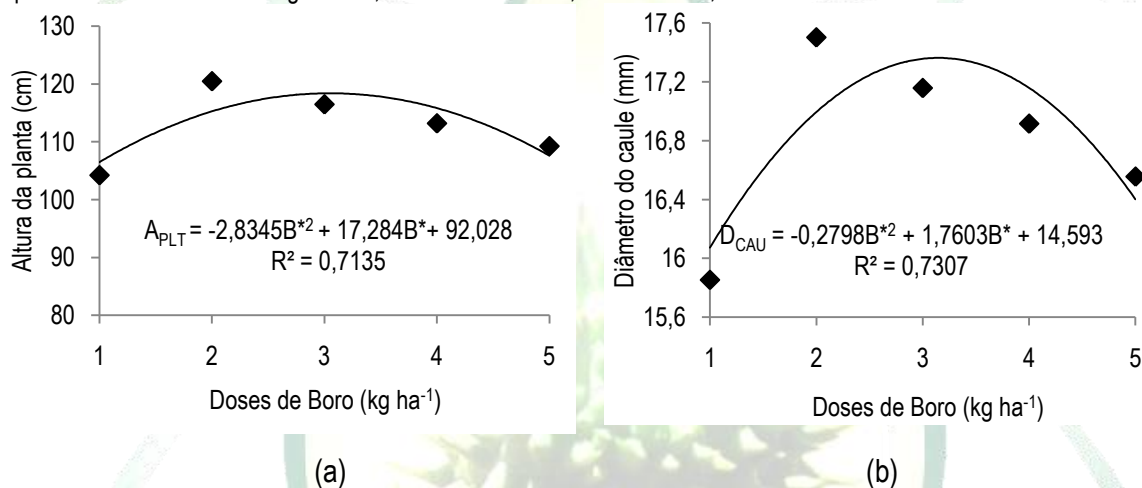 130
120
110
100
90
80
1 2 3 4 5
Altura da planta (cm)
A_PLT = -2,8345B*² + 17,284B*+ 92,028
R² = 0,7135
Doses de Boro (kg ha⁻¹)
(a)
17,6
17,2
16,8
16,4
16
15,6
1 2 3 4 5
Diâmetro do caule (mm)
D_CAU = -0,2798B*² + 1,7603B* + 14,593
R² = 0,7307
Doses de Boro (kg ha⁻¹)
(b)